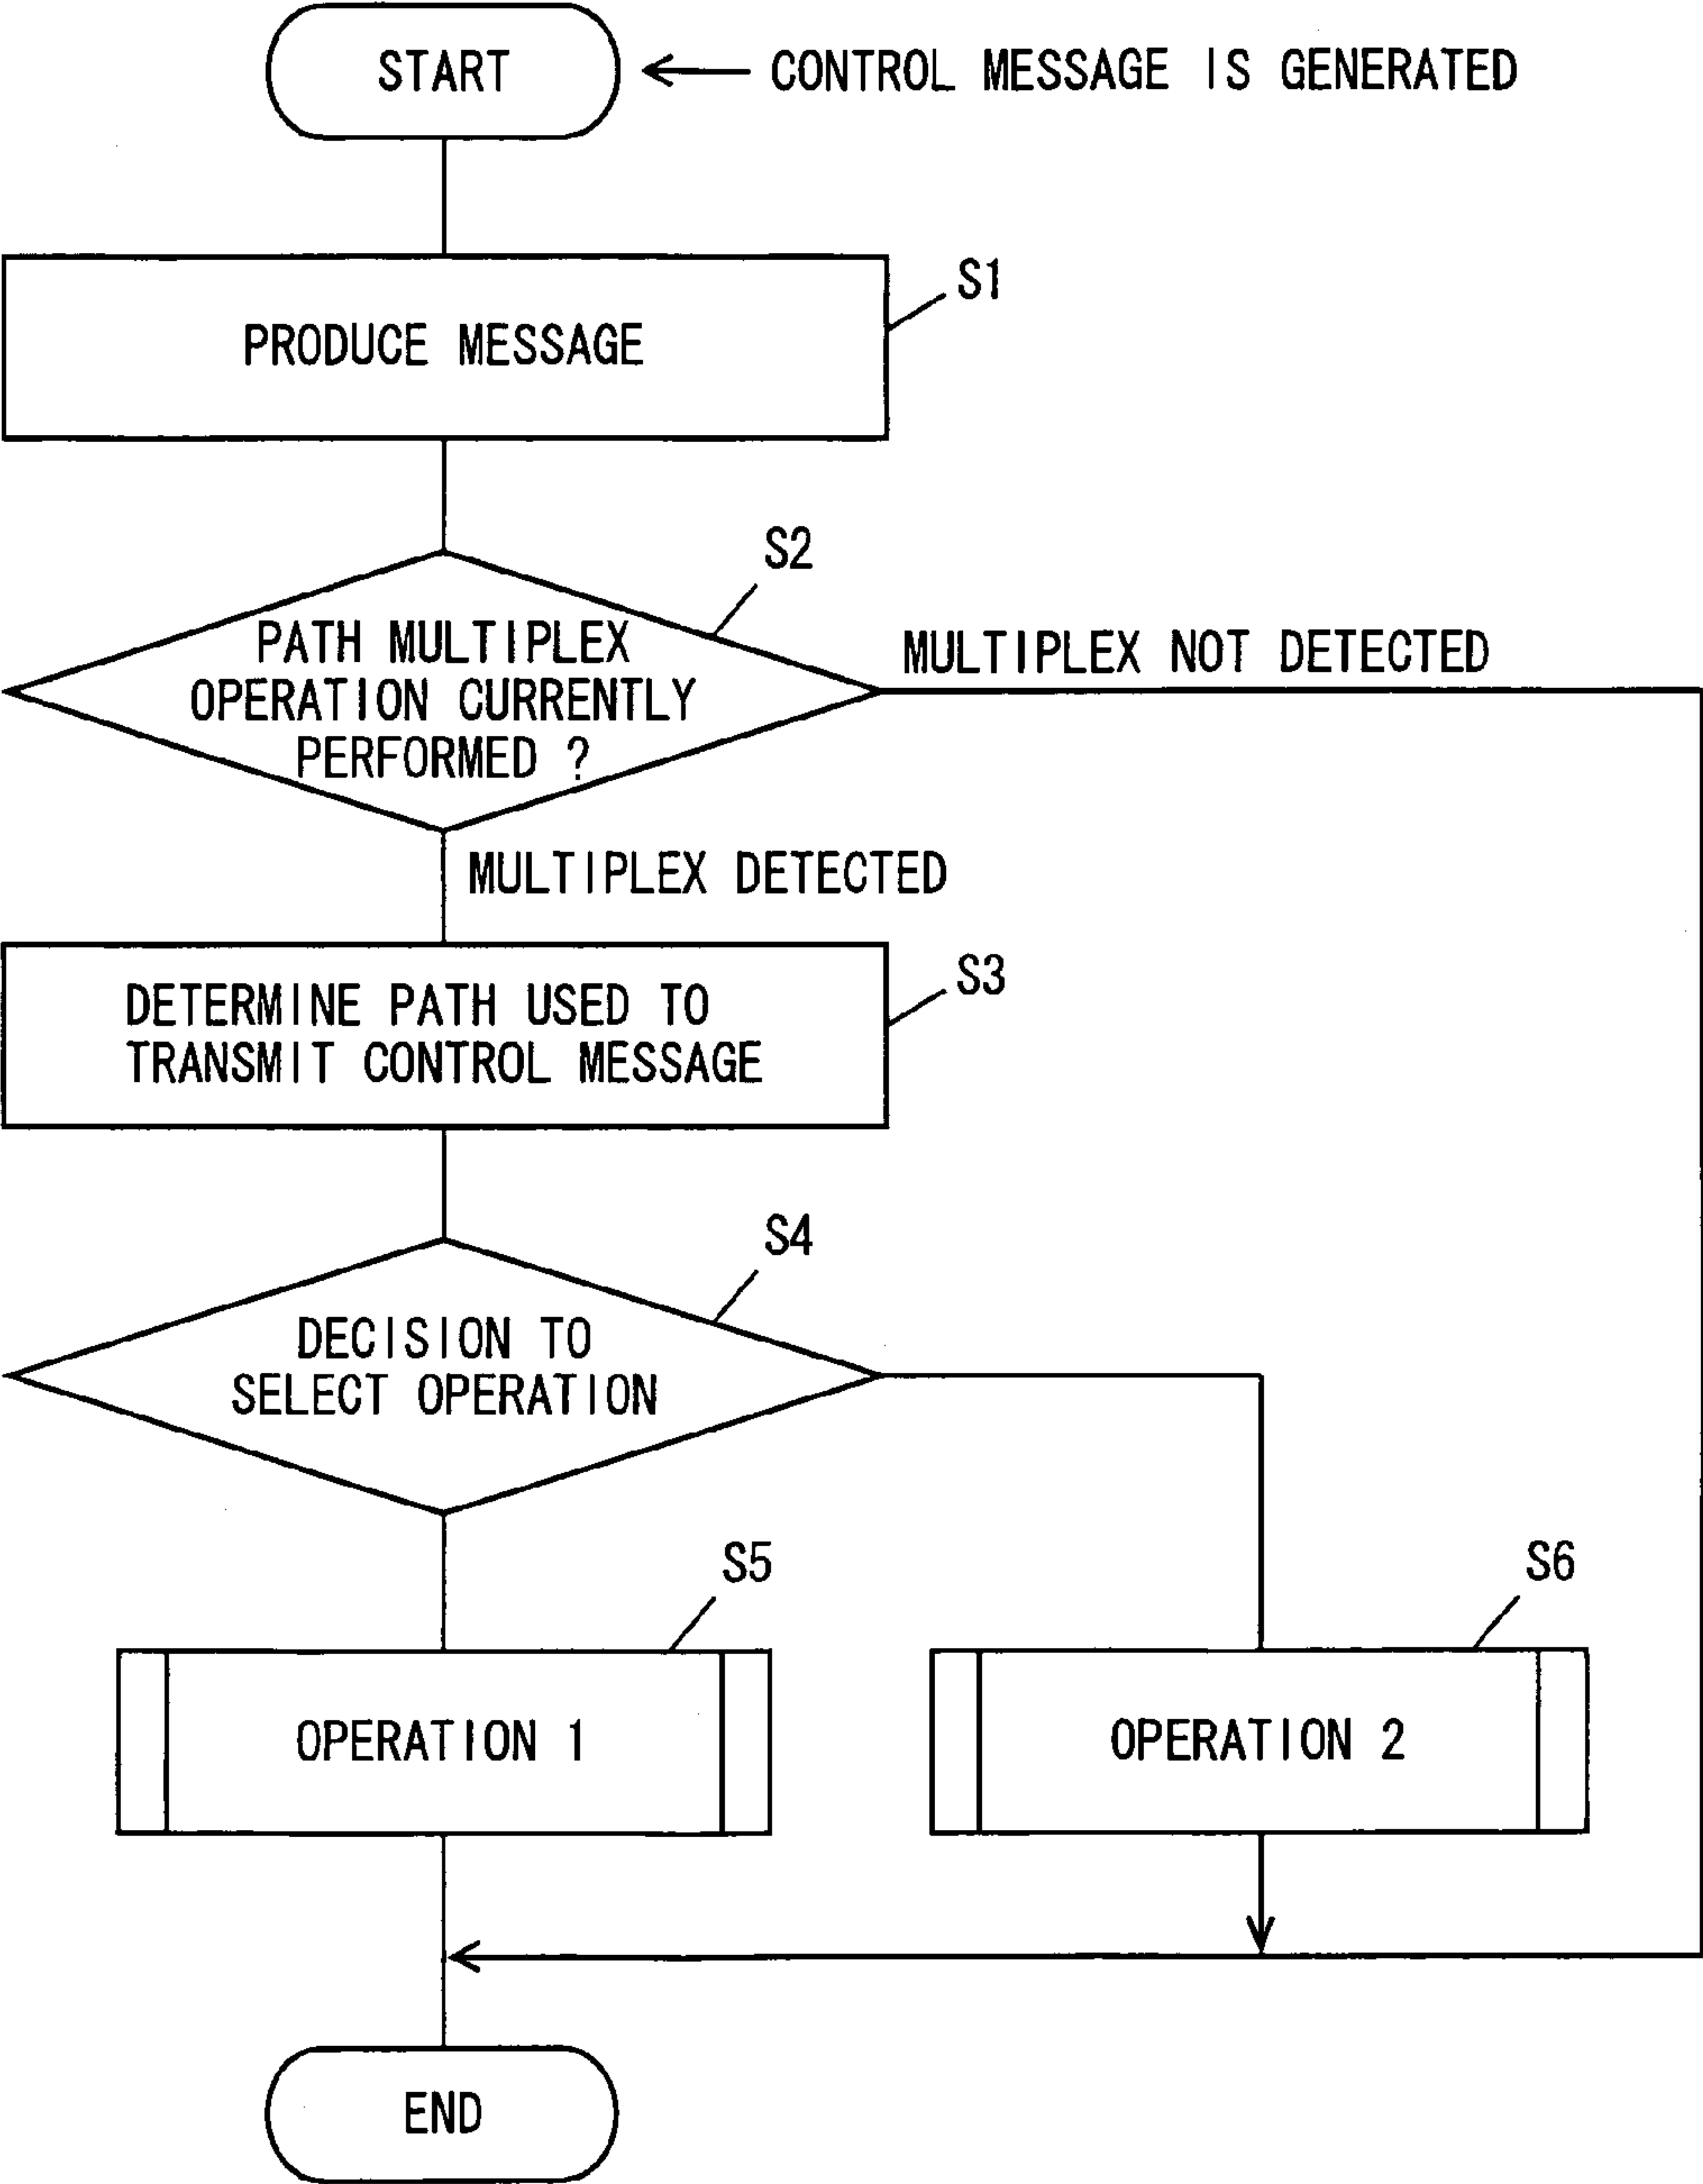 START
CONTROL MESSAGE IS GENERATED
S1
PRODUCE MESSAGE
S2
PATH MULTIPLEX
OPERATION CURRENTLY
PERFORMED ?
MULTIPLEX NOT DETECTED
MULTIPLEX DETECTED
S3
DETERMINE PATH USED TO
TRANSMIT CONTROL MESSAGE
S4
DECISION TO
SELECT OPERATION
S5
OPERATION 1
S6
OPERATION 2
END